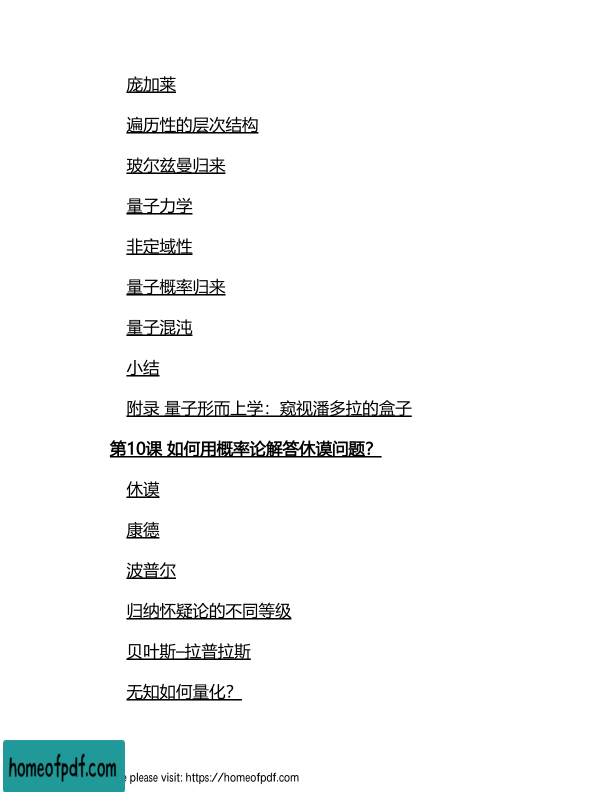 庞加莱
遍历性的层次结构
玻尔兹曼归来
量子力学
非定域性
量子概率归来
量子混沌
小结
附录 量子形而上学：窥视潘多拉的盒子
第10课 如何用概率论解答休谟问题？
休谟
康德
波普尔
归纳怀疑论的不同等级
贝叶斯–拉普拉斯
无知如何量化？
homeofpdf.com
please visit: https://homeofpdf.com